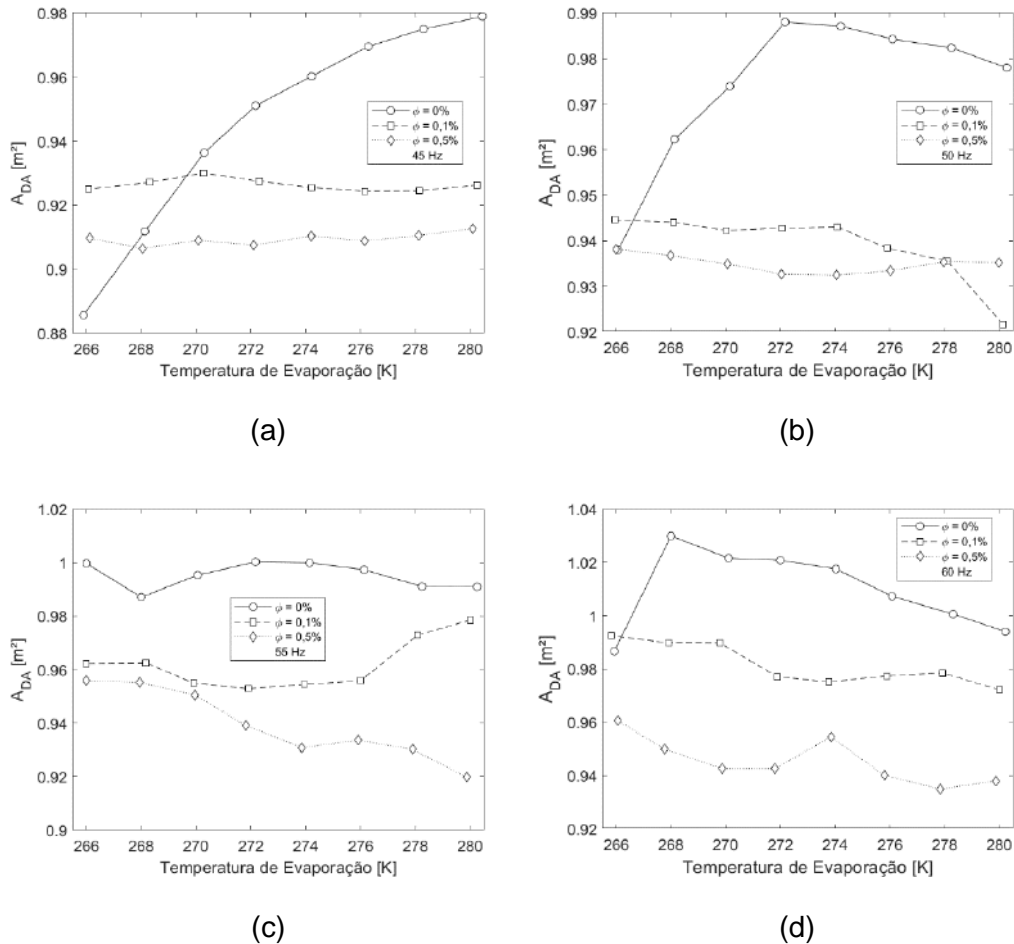 0.98
0.96
0.94
0.92
0.9
0.88
A_DA [m²]
ϕ = 0%
ϕ = 0,1%
ϕ = 0,5%
45 Hz
266 268 270 272 274 276 278 280
Temperatura de Evaporação [K]
(a)
0.99
0.98
0.97
0.96
0.95
0.94
0.93
0.92
A_DA [m²]
ϕ = 0%
ϕ = 0,1%
ϕ = 0,5%
50 Hz
266 268 270 272 274 276 278 280
Temperatura de Evaporação [K]
(b)
1.02
1
0.98
0.96
0.94
0.92
0.9
A_DA [m²]
ϕ = 0%
ϕ = 0,1%
ϕ = 0,5%
55 Hz
266 268 270 272 274 276 278 280
Temperatura de Evaporação [K]
(c)
1.04
1.02
1
0.98
0.96
0.94
0.92
A_DA [m²]
ϕ = 0%
ϕ = 0,1%
ϕ = 0,5%
60 Hz
266 268 270 272 274 276 278 280
Temperatura de Evaporação [K]
(d)